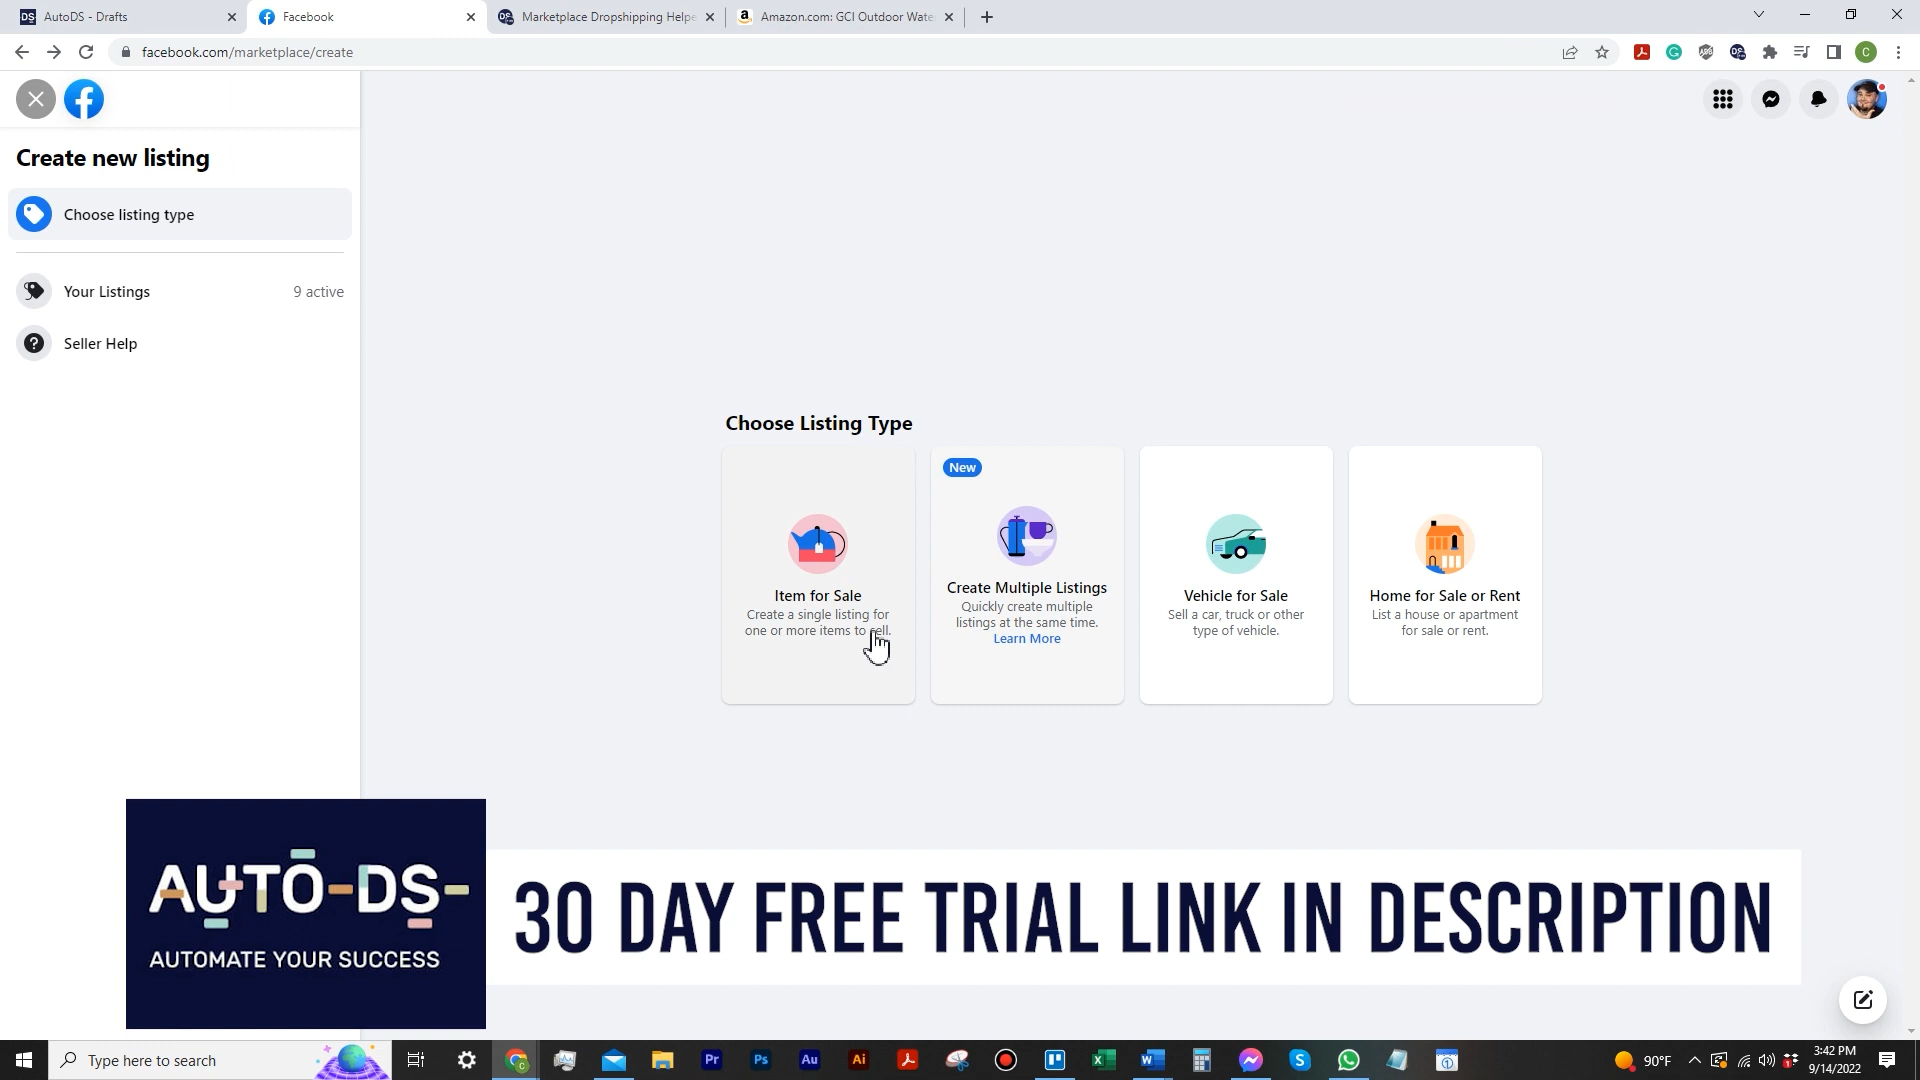 AutoDS - Drafts
Facebook
Marketplace Dropshipping Helpe
Amazon.com: GCI Outdoor Wate
facebook.com/marketplace/create
Create new listing
Choose listing type
Your Listings 9 active
Seller Help
Choose Listing Type
Item for Sale
Create a single listing for
one or more items to sell.
New
Create Multiple Listings
Quickly create multiple
listings at the same time.
Learn More
Vehicle for Sale
Sell a car, truck or other
type of vehicle.
Home for Sale or Rent
List a house or apartment
for sale or rent.
AUTO-DS-
AUTOMATE YOUR SUCCESS
30 DAY FREE TRIAL LINK IN DESCRIPTION
Type here to search
Pr
Ps
Au
Ai
90°F
3:42 PM
9/14/2022